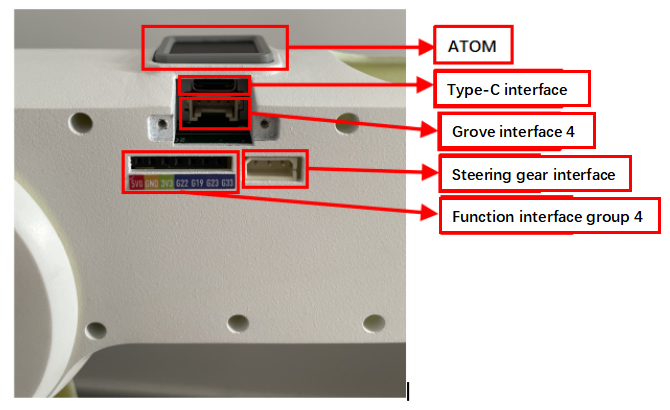 ATOM
Type-C interface
Grove interface 4
Steering gear interface
Function interface group 4
5V0 GND 3V3 G22 G19 G23 G33